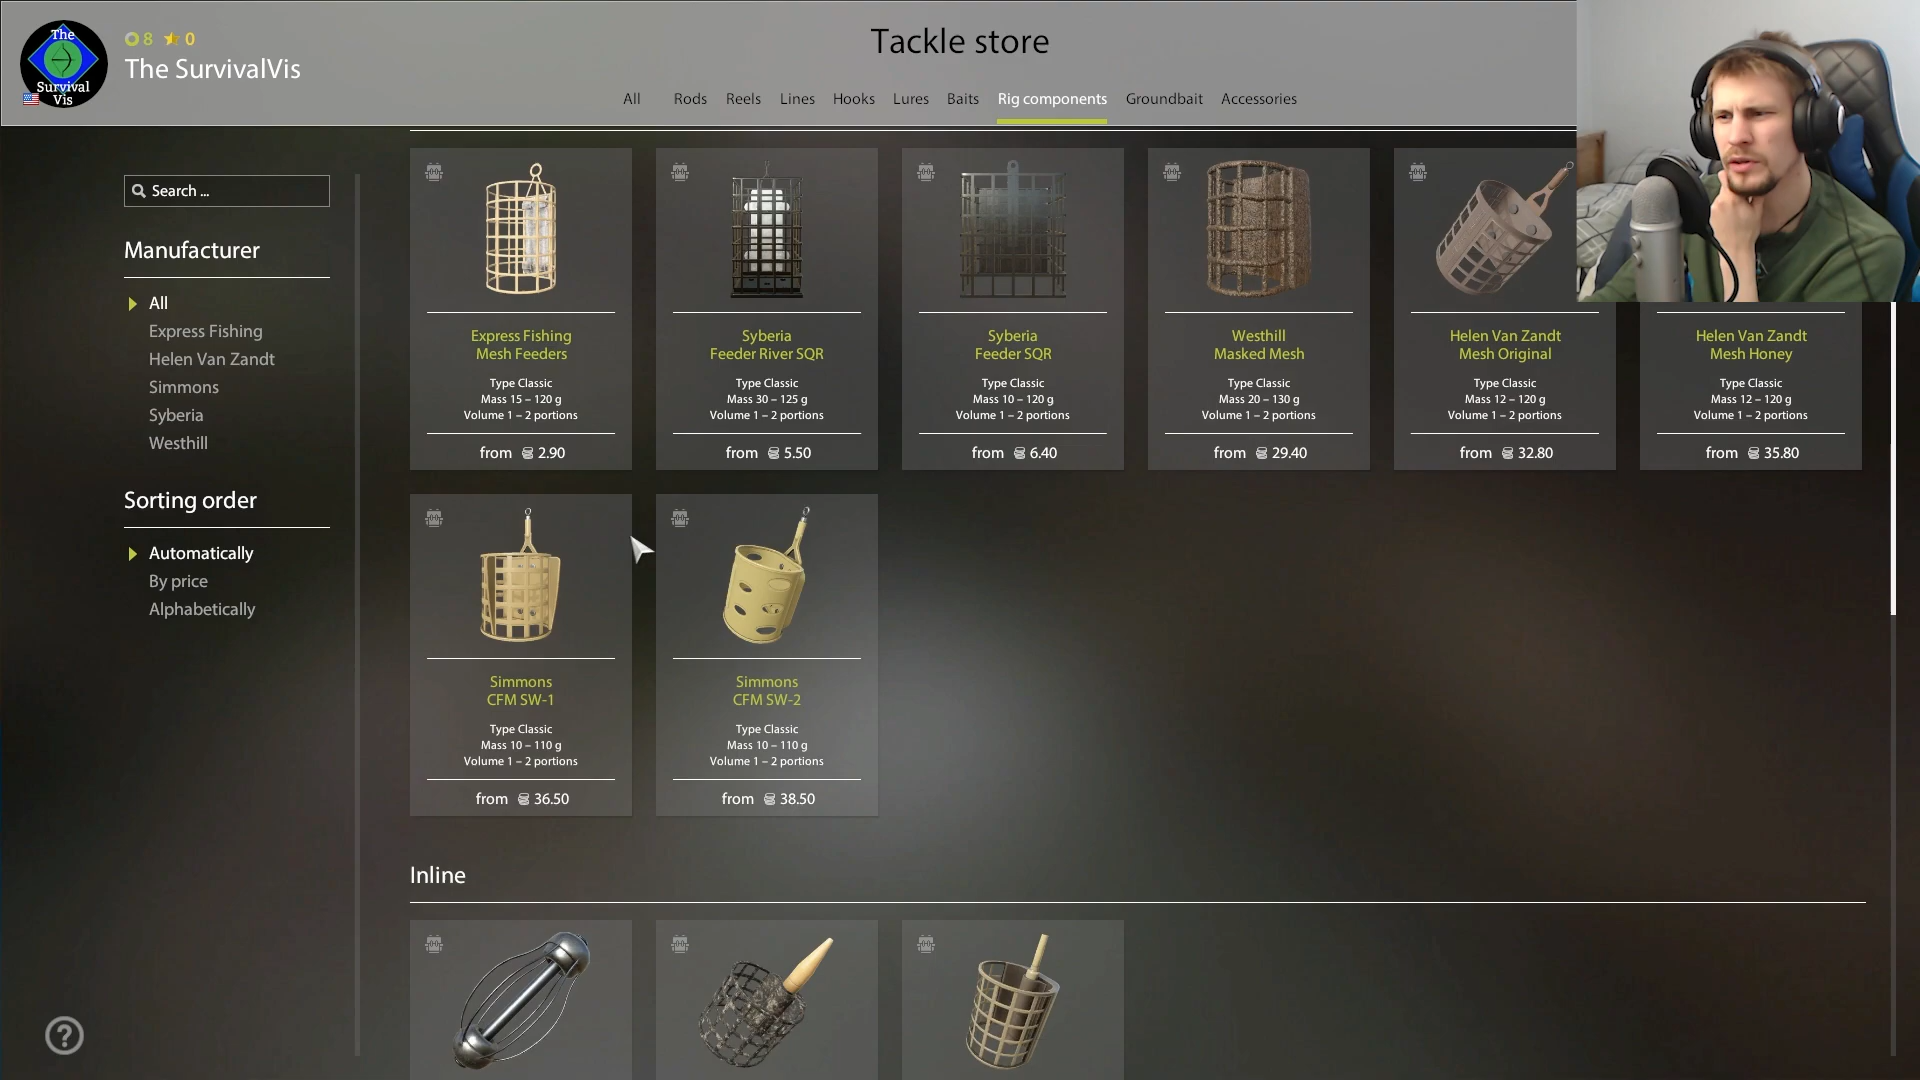 The
Survival
Vis
8 0
The SurvivalVis
Tackle store
All Rods Reels Lines Hooks Lures Baits Rig components Groundbait Accessories
Search ...
Manufacturer
All
Express Fishing
Helen Van Zandt
Simmons
Syberia
Westhill
Sorting order
Automatically
By price
Alphabetically
Express Fishing
Mesh Feeders
Type Classic
Mass 15 – 120 g
Volume 1 – 2 portions
from 2.90
Syberia
Feeder River SQR
Type Classic
Mass 30 – 125 g
Volume 1 – 2 portions
from 5.50
Syberia
Feeder SQR
Type Classic
Mass 10 – 120 g
Volume 1 – 2 portions
from 6.40
Westhill
Masked Mesh
Type Classic
Mass 20 – 130 g
Volume 1 – 2 portions
from 29.40
Helen Van Zandt
Mesh Original
Type Classic
Mass 12 – 120 g
Volume 1 – 2 portions
from 32.80
Helen Van Zandt
Mesh Honey
Type Classic
Mass 12 – 120 g
Volume 1 – 2 portions
from 35.80
Simmons
CFM SW-1
Type Classic
Mass 10 – 110 g
Volume 1 – 2 portions
from 36.50
Simmons
CFM SW-2
Type Classic
Mass 10 – 110 g
Volume 1 – 2 portions
from 38.50
Inline
?